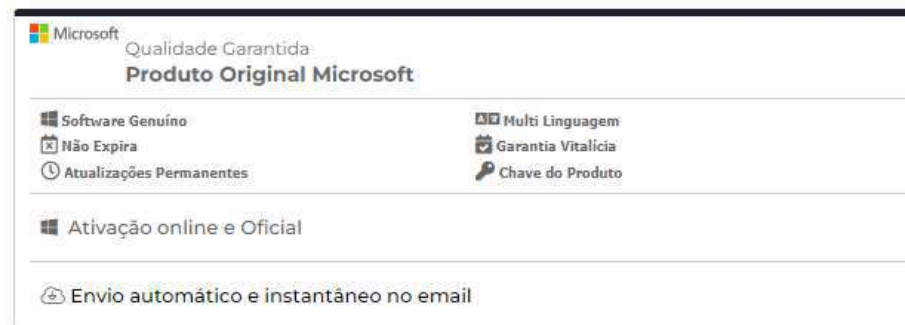 Microsoft
Qualidade Garantida
Produto Original Microsoft
Software Genuíno
Multi Linguagem
Não Expira
Garantia Vitalícia
Atualizações Permanentes
Chave do Produto
Ativação online e Oficial
Envio automático e instantâneo no email